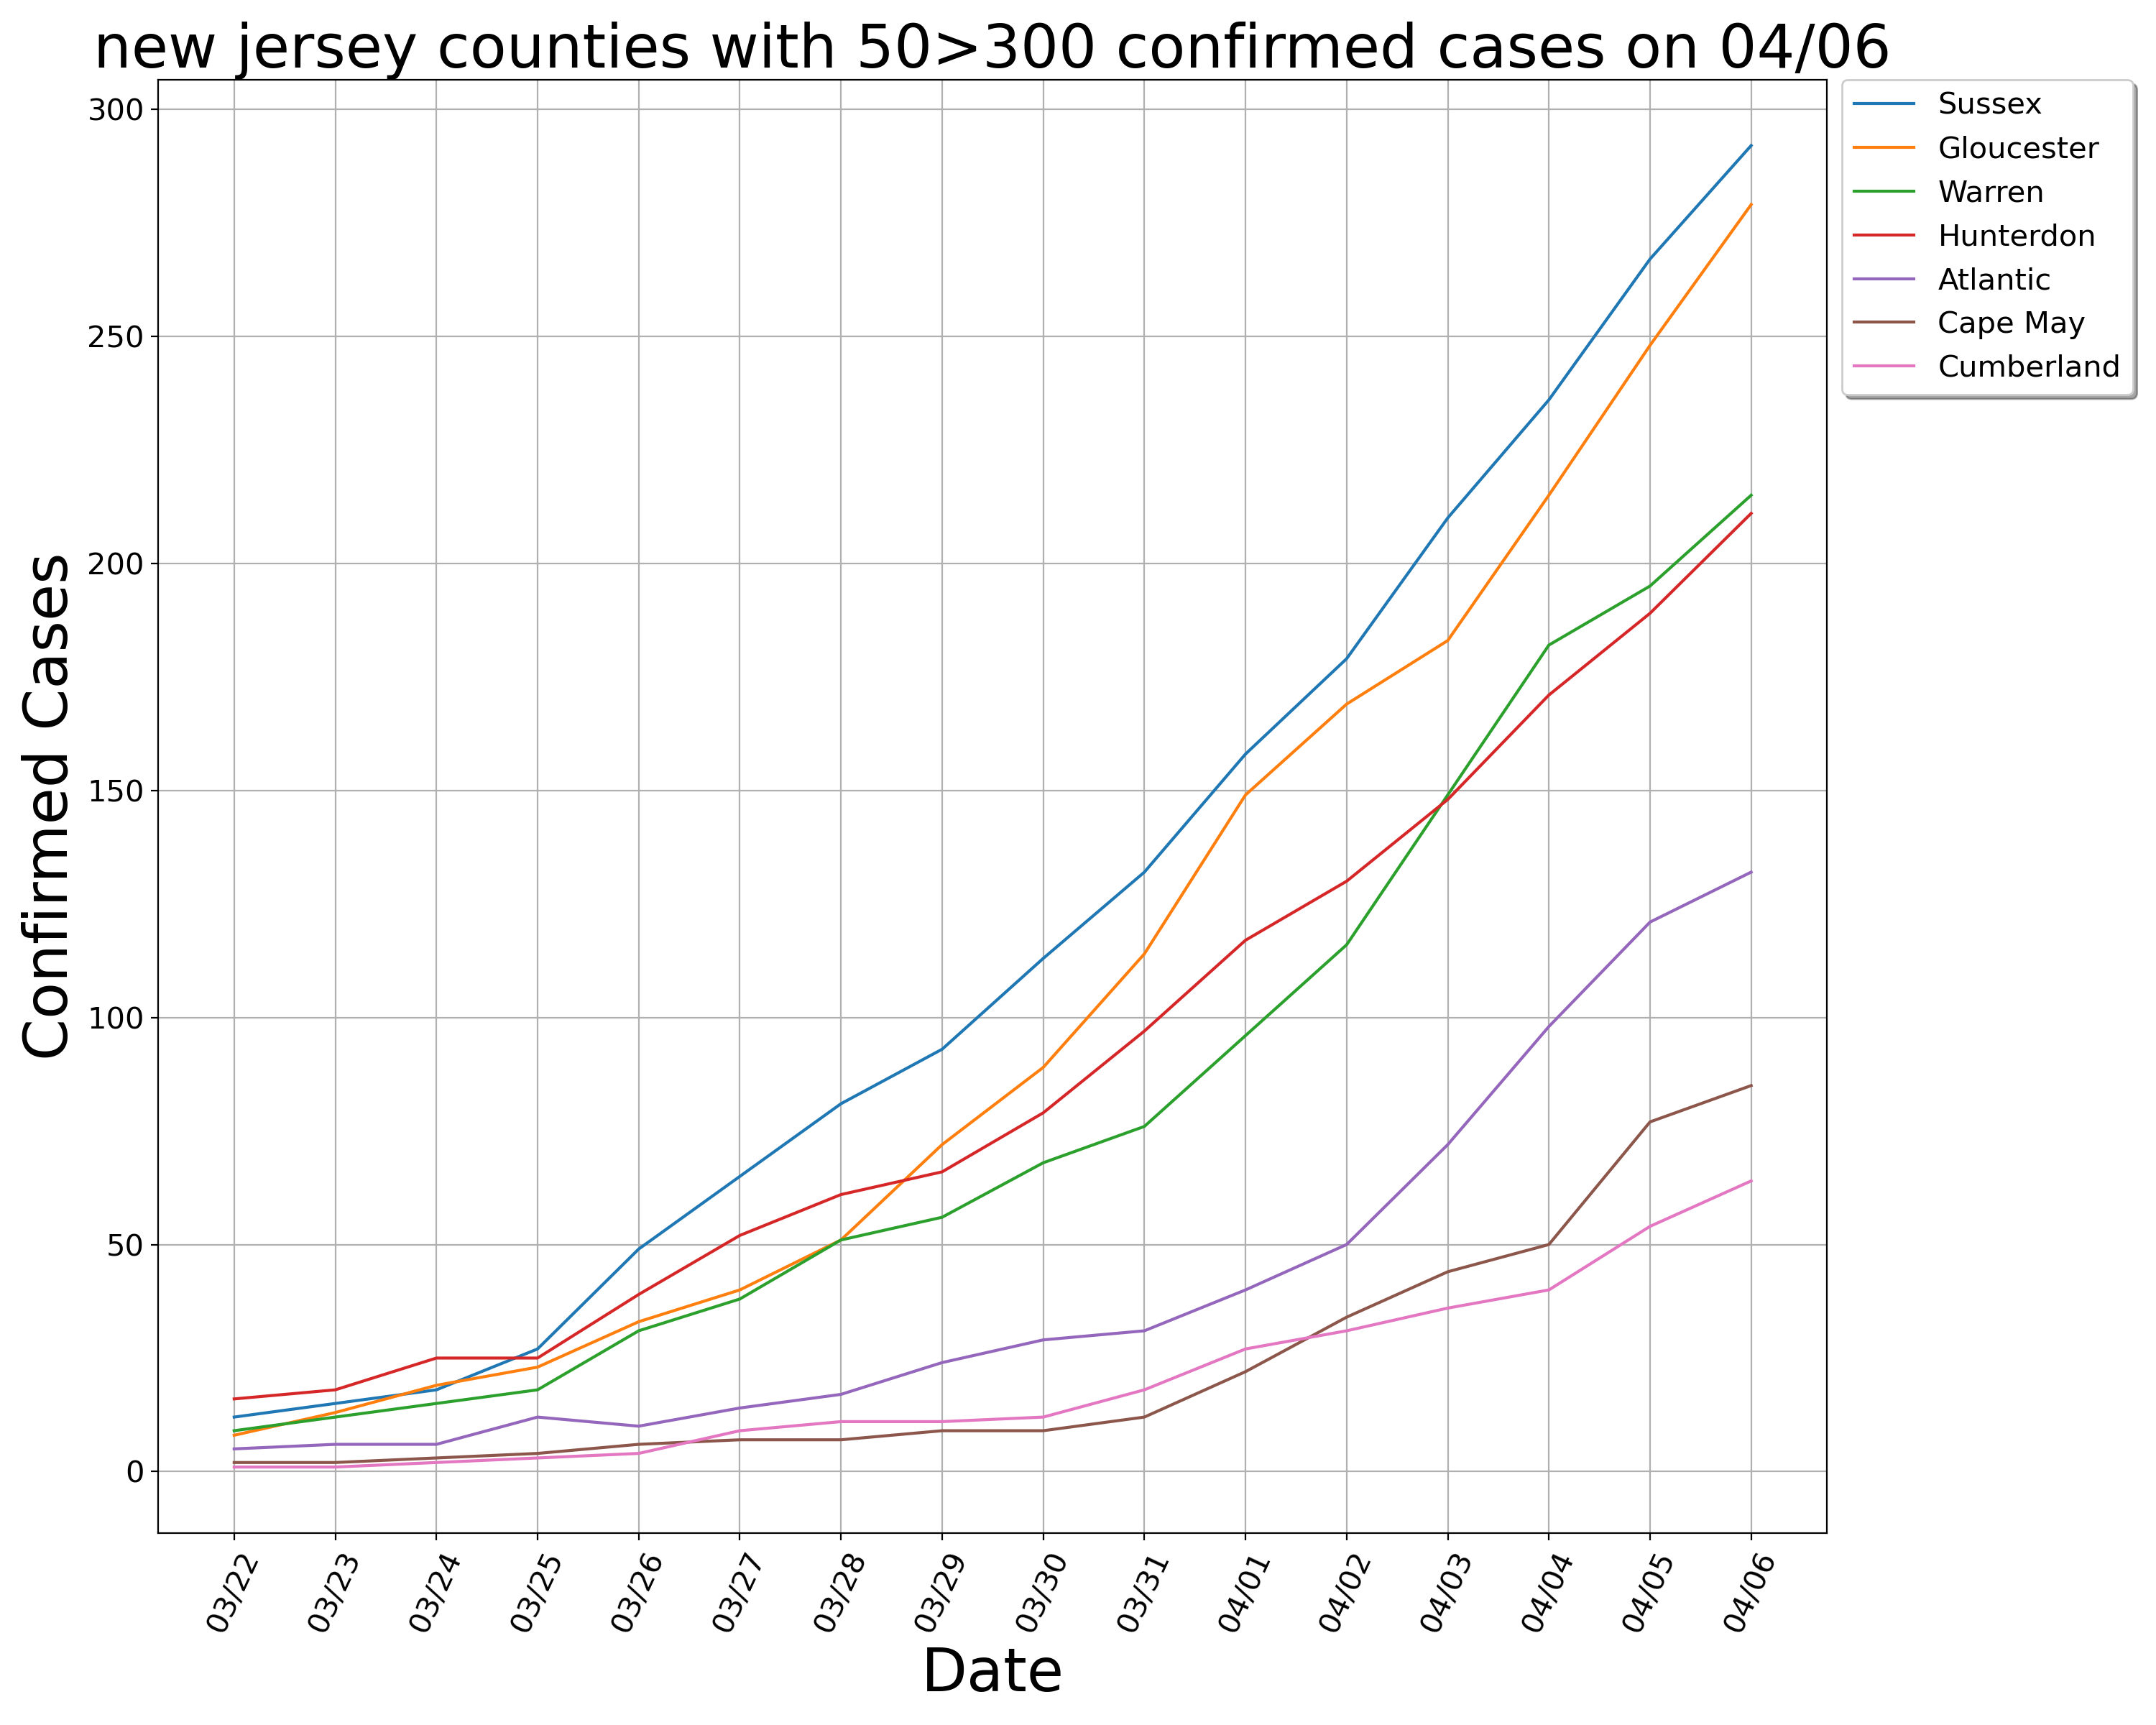 new jersey counties with 50>300 confirmed cases on 04/06
Confirmed Cases
300
250
200
150
100
50
0
03/22
03/23
03/24
03/25
03/26
03/27
03/28
03/29
03/30
03/31
04/01
04/02
04/03
04/04
04/05
04/06
Date
Sussex
Gloucester
Warren
Hunterdon
Atlantic
Cape May
Cumberland